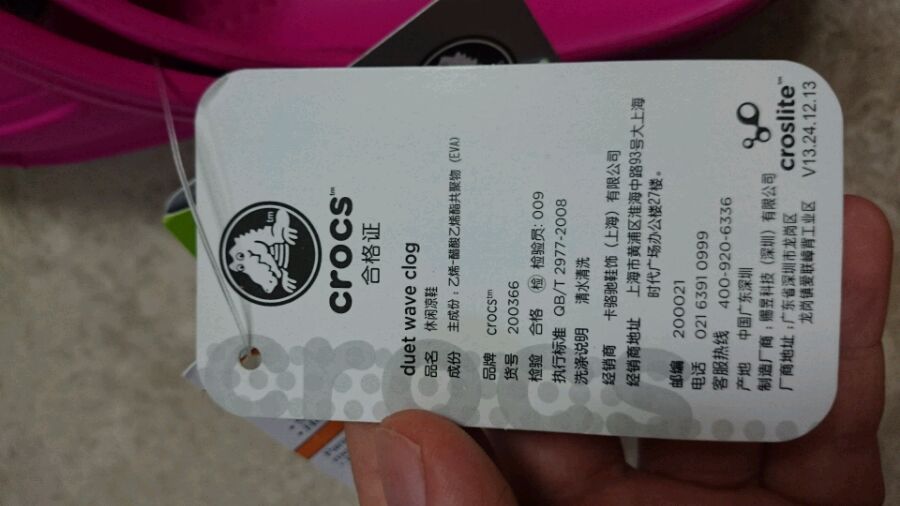 crocs™
合格证
duet wave clog
品名 休闲凉鞋
成份 主成份：乙烯-醋酸乙烯酯共聚物 (EVA)
品牌 crocs™
货号 200366
检验 合格 检 检验员: 009
执行标准 QB/T 2977-2008
洗涤说明 清水清洗
经销商 卡骆驰鞋饰（上海）有限公司
经销商地址 上海市黄浦区淮海中路93号大上海
时代广场办公楼27楼。
邮编 200021
电话 021 6391 0999
客服热线 400-920-6336
产地 中国广东深圳
制造厂商：科技（深圳）有限公司
厂商地址：广东省深圳市龙岗区
龙岗镇爱联嶂背工业区
croslite™
V13.24.12.13
crocs